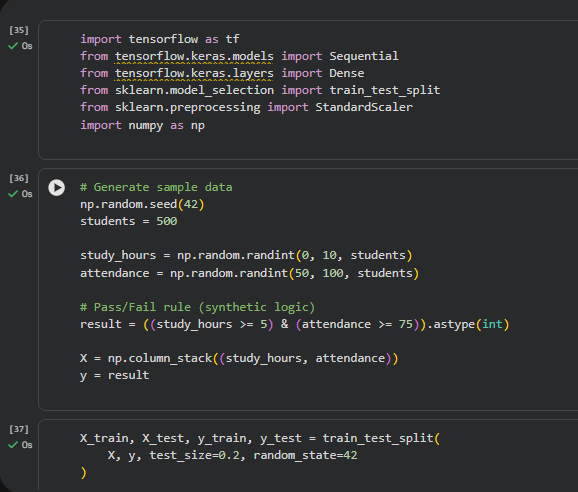 [35]
0s
import tensorflow as tf
from tensorflow.keras.models import Sequential
from tensorflow.keras.layers import Dense
from sklearn.model_selection import train_test_split
from sklearn.preprocessing import StandardScaler
import numpy as np
[36]
0s
# Generate sample data
np.random.seed(42)
students = 500
study_hours = np.random.randint(0, 10, students)
attendance = np.random.randint(50, 100, students)
# Pass/Fail rule (synthetic logic)
result = ((study_hours >= 5) & (attendance >= 75)).astype(int)
X = np.column_stack((study_hours, attendance))
y = result
[37]
0s
X_train, X_test, y_train, y_test = train_test_split(
    X, y, test_size=0.2, random_state=42
)